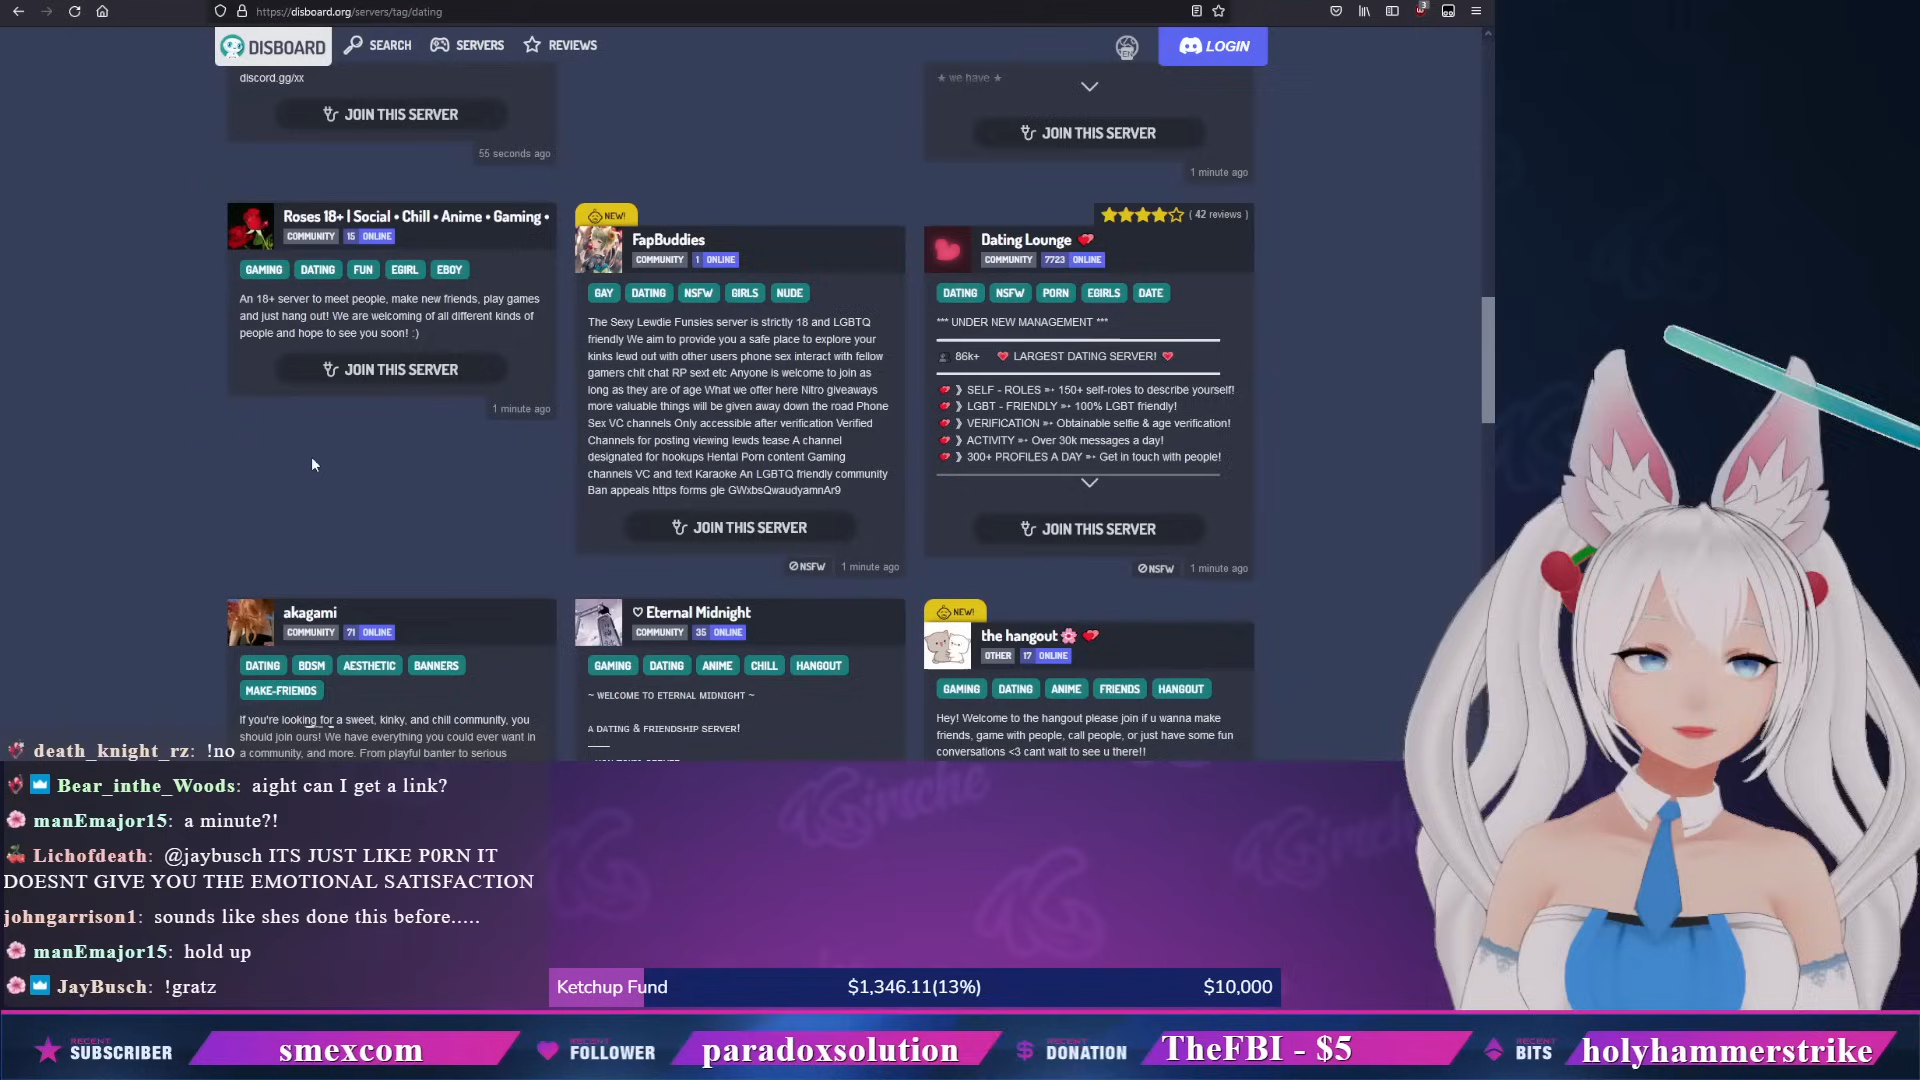 https://disboard.org/servers/tag/dating
3
DISBOARD
SEARCH
SERVERS
REVIEWS
EN
LOGIN
discord.gg/xx
JOIN THIS SERVER
55 seconds ago
★ we have ★
JOIN THIS SERVER
1 minute ago
Roses 18+ | Social • Chill • Anime • Gaming •
COMMUNITY 15 ONLINE
GAMING DATING FUN EGIRL EBOY
An 18+ server to meet people, make new friends, play games
and just hang out! We are welcoming of all different kinds of
people and hope to see you soon! :)
JOIN THIS SERVER
1 minute ago
NEW!
FapBuddies
COMMUNITY 1 ONLINE
GAY DATING NSFW GIRLS NUDE
The Sexy Lewdie Funsies server is strictly 18 and LGBTQ
friendly We aim to provide you a safe place to explore your
kinks lewd out with other users phone sex interact with fellow
gamers chit chat RP sext etc Anyone is welcome to join as
long as they are of age What we offer here Nitro giveaways
more valuable things will be given away down the road Phone
Sex VC channels Only accessible after verification Verified
Channels for posting viewing lewds tease A channel
designated for hookups Hentai Porn content Gaming
channels VC and text Karaoke An LGBTQ friendly community
Ban appeals https forms gle GWxbsQwaudyamnAr9
JOIN THIS SERVER
NSFW 1 minute ago
( 42 reviews )
Dating Lounge
COMMUNITY 7723 ONLINE
DATING NSFW PORN EGIRLS DATE
*** UNDER NEW MANAGEMENT ***
86k+ LARGEST DATING SERVER!
》SELF - ROLES ➳ 150+ self-roles to describe yourself!
》LGBT - FRIENDLY ➳ 100% LGBT friendly!
》VERIFICATION ➳ Obtainable selfie & age verification!
》ACTIVITY ➳ Over 30k messages a day!
》300+ PROFILES A DAY ➳ Get in touch with people!
JOIN THIS SERVER
NSFW 1 minute ago
akagami
COMMUNITY 71 ONLINE
DATING BDSM AESTHETIC BANNERS
MAKE-FRIENDS
If you're looking for a sweet, kinky, and chill community, you
should join ours! We have everything you could ever want in
a community, and more. From playful banter to serious
♡ Eternal Midnight
COMMUNITY 35 ONLINE
GAMING DATING ANIME CHILL HANGOUT
~ WELCOME TO ETERNAL MIDNIGHT ~
A DATING & FRIENDSHIP SERVER!
NEW!
the hangout
OTHER 17 ONLINE
GAMING DATING ANIME FRIENDS HANGOUT
Hey! Welcome to the hangout please join if u wanna make
friends, game with people, call people, or just have some fun
conversations <3 cant wait to see u there!!
death_knight_rz: !no
Bear_inthe_Woods: aight can I get a link?
manEmajor15: a minute?!
Lichofdeath: @jaybusch ITS JUST LIKE P0RN IT
DOESNT GIVE YOU THE EMOTIONAL SATISFACTION
johngarrison1: sounds like shes done this before.....
manEmajor15: hold up
JayBusch: !gratz
Ketchup Fund $1,346.11(13%) $10,000
RECENT SUBSCRIBER smexcom RECENT FOLLOWER paradoxsolution RECENT DONATION TheFBI - $5 RECENT BITS holyhammerstrike